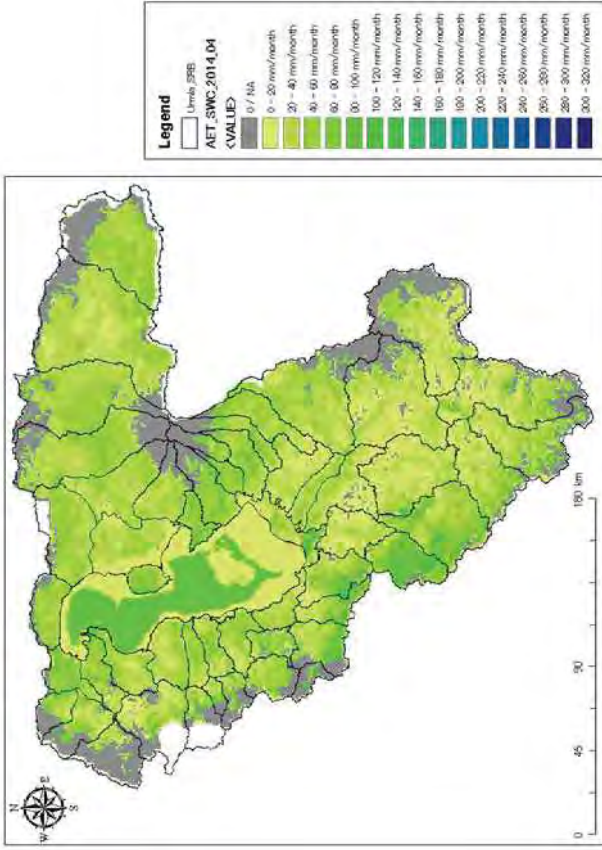 N
W
E
S
0
45
90
180 km
Legend
Urmia_SRB
AET_SWC_2014_04
<VALUE>
0 / NA
0 - 20 mm/month
20 - 40 mm/month
40 - 60 mm/month
60 - 80 mm/month
80 - 100 mm/month
100 - 120 mm/month
120 - 140 mm/month
140 - 160 mm/month
160 - 180 mm/month
180 - 200 mm/month
200 - 220 mm/month
220 - 240 mm/month
240 - 260 mm/month
260 - 280 mm/month
280 - 300 mm/month
300 - 320 mm/month